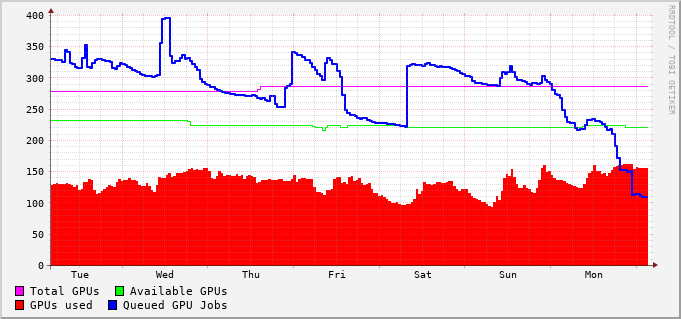 400
350
300
250
200
150
100
50
0
Tue Wed Thu Fri Sat Sun Mon
Total GPUs Available GPUs
GPUs used Queued GPU Jobs
RRDTOOL / TOBI OETIKER